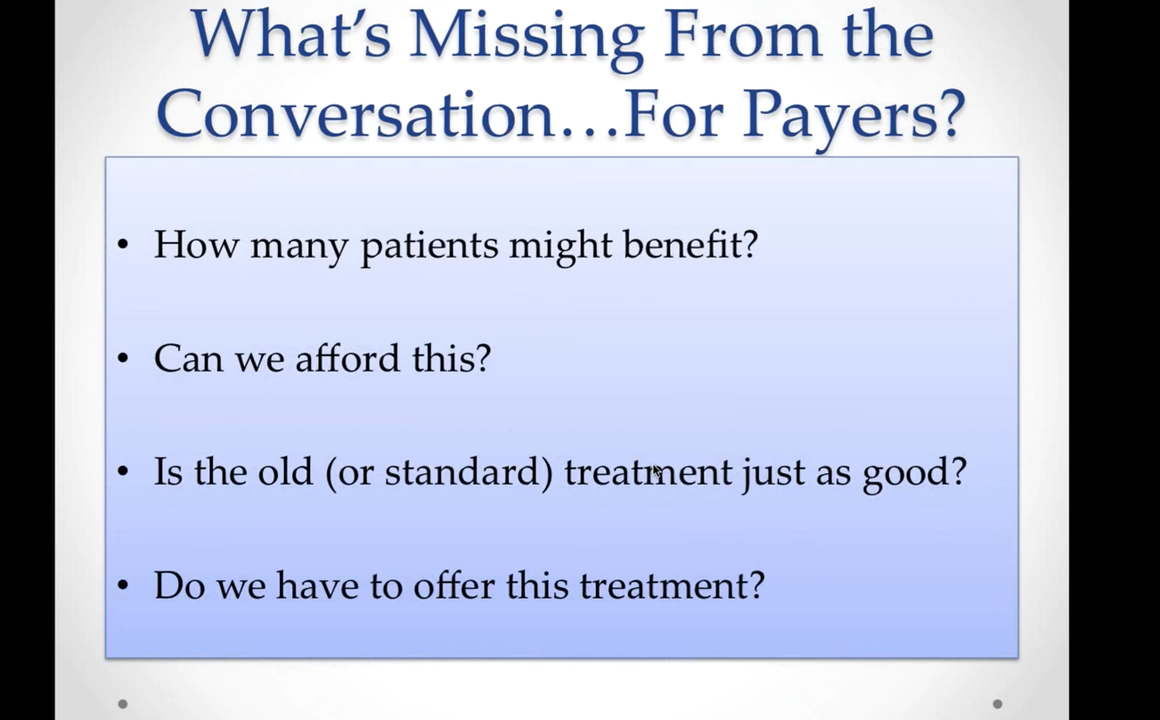 What’s Missing From the
Conversation…For Payers?
• How many patients might benefit?
• Can we afford this?
• Is the old (or standard) treatment just as good?
• Do we have to offer this treatment?